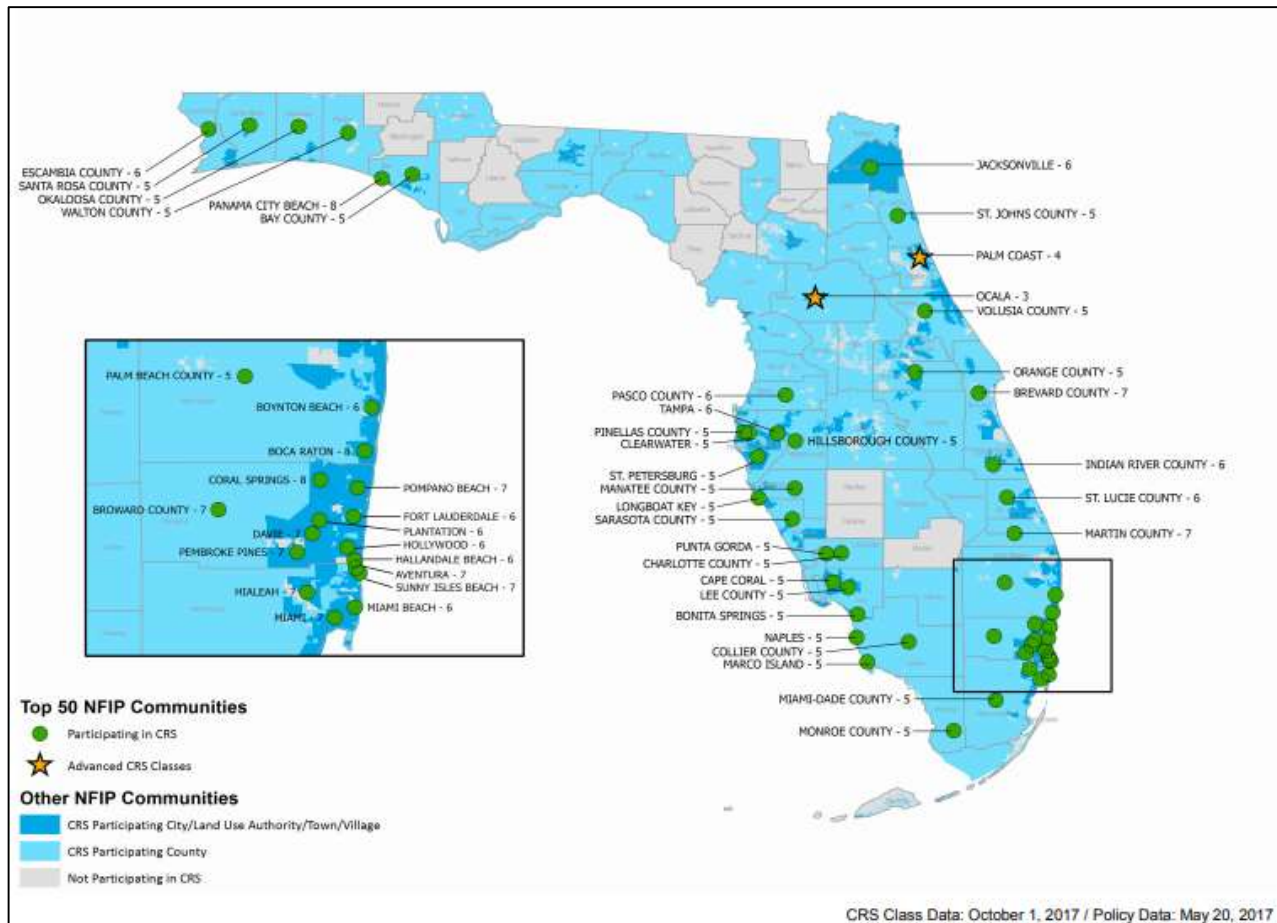 ESCAMBIA COUNTY - 6
SANTA ROSA COUNTY - 5
OKALOOSA COUNTY - 5
WALTON COUNTY - 5
PANAMA CITY BEACH - 8
BAY COUNTY - 5
JACKSONVILLE - 6
ST. JOHNS COUNTY - 5
PALM COAST - 4
OCALA - 3
VOLUSIA COUNTY - 5
ORANGE COUNTY - 5
BREVARD COUNTY - 7
PASCO COUNTY - 6
TAMPA - 6
PINELLAS COUNTY - 5
CLEARWATER - 5
HILLSBOROUGH COUNTY - 5
INDIAN RIVER COUNTY - 6
ST. PETERSBURG - 5
MANATEE COUNTY - 5
LONGBOAT KEY - 5
SARASOTA COUNTY - 5
ST. LUCIE COUNTY - 6
MARTIN COUNTY - 7
PUNTA GORDA - 5
CHARLOTTE COUNTY - 5
CAPE CORAL - 5
LEE COUNTY - 5
BONITA SPRINGS - 5
NAPLES - 5
COLLIER COUNTY - 5
MARCO ISLAND - 5
MIAMI-DADE COUNTY - 5
MONROE COUNTY - 5
PALM BEACH COUNTY - 5
BOYNTON BEACH - 6
BOCA RATON - 8
CORAL SPRINGS - 8
POMPANO BEACH - 7
BROWARD COUNTY - 7
FORT LAUDERDALE - 6
PLANTATION - 6
DAVIE - 7
HOLLYWOOD - 6
PEMBROKE PINES - 7
HALLANDALE BEACH - 6
AVENTURA - 7
SUNNY ISLES BEACH - 7
HIALEAH - 7
MIAMI BEACH - 6
MIAMI - 7
Top 50 NFIP Communities
Participating in CRS
Advanced CRS Classes
Other NFIP Communities
CRS Participating City/Land Use Authority/Town/Village
CRS Participating County
Not Participating in CRS
CRS Class Data: October 1, 2017 / Policy Data: May 20, 2017